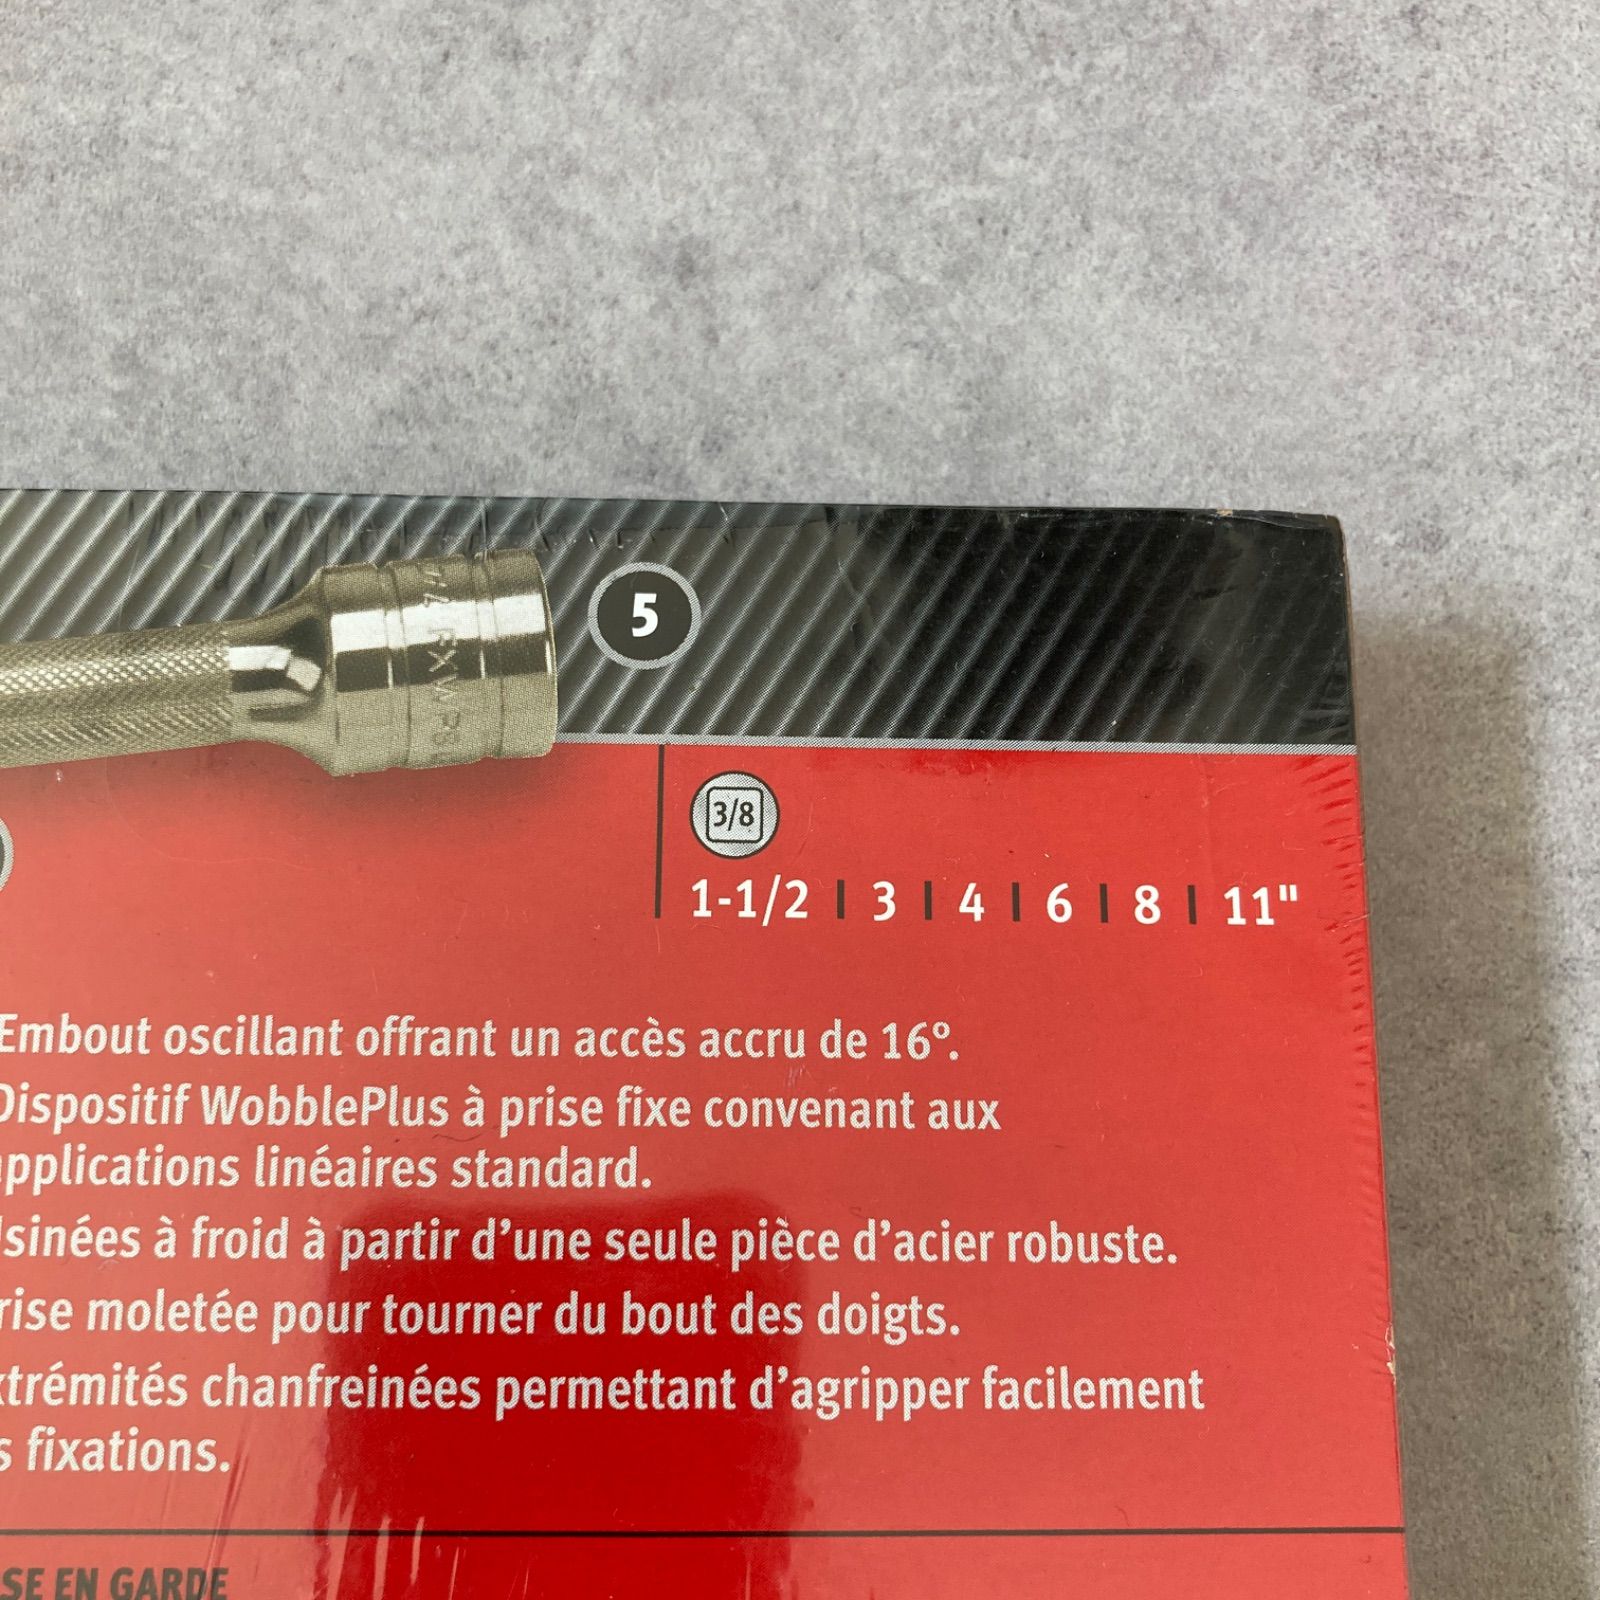 5
3/8
1-1/2 | 3 | 4 | 6 | 8 | 11"
Embout oscillant offrant un accès accru de 16°.
Dispositif WobblePlus à prise fixe convenant aux
applications linéaires standard.
sinées à froid à partir d'une seule pièce d'acier robuste.
rise moletée pour tourner du bout des doigts.
xtrémités chanfreinées permettant d'agripper facilement
s fixations.
SE EN GARDE